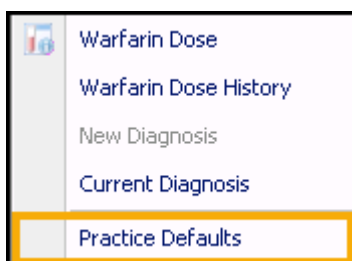 Warfarin Dose
Warfarin Dose History
New Diagnosis
Current Diagnosis
Practice Defaults